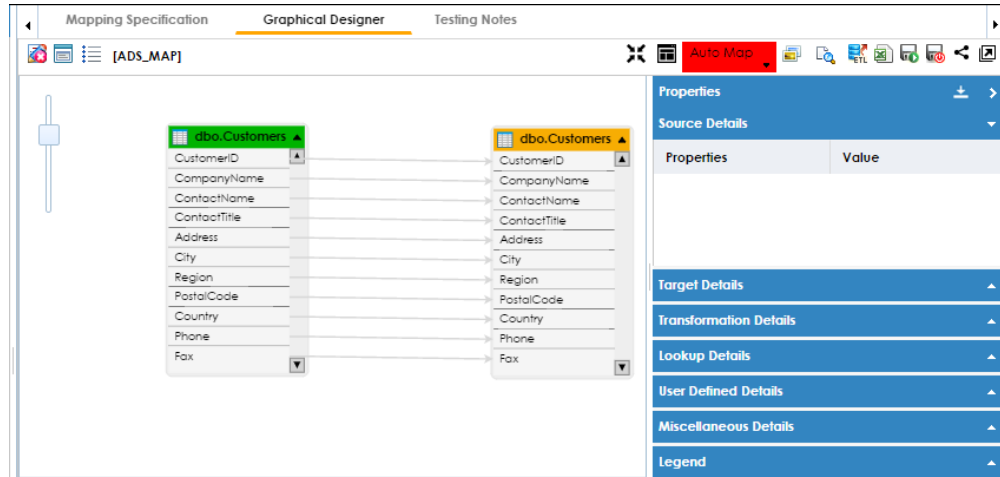 Mapping Specification Graphical Designer Testing Notes
[ADS_MAP] Auto Map ETL
Properties
Source Details
Properties Value
Target Details
Transformation Details
Lookup Details
User Defined Details
Miscellaneous Details
Legend
dbo.Customers
CustomerID
CompanyName
ContactName
ContactTitle
Address
City
Region
PostalCode
Country
Phone
Fax
dbo.Customers
CustomerID
CompanyName
ContactName
ContactTitle
Address
City
Region
PostalCode
Country
Phone
Fax